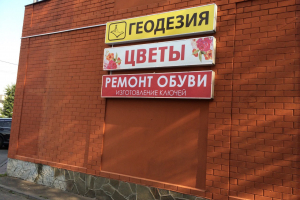 ГЕОДЕЗИЯ
ЦВЕТЫ
РЕМОНТ ОБУВИ
ИЗГОТОВЛЕНИЕ КЛЮЧЕЙ